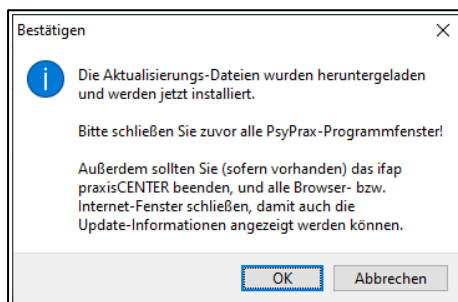 Bestätigen
Die Aktualisierungs-Dateien wurden heruntergeladen
und werden jetzt installiert.
Bitte schließen Sie zuvor alle PsyPrax-Programmfenster!
Außerdem sollten Sie (sofern vorhanden) das ifap
praxisCENTER beenden, und alle Browser- bzw.
Internet-Fenster schließen, damit auch die
Update-Informationen angezeigt werden können.
OK Abbrechen